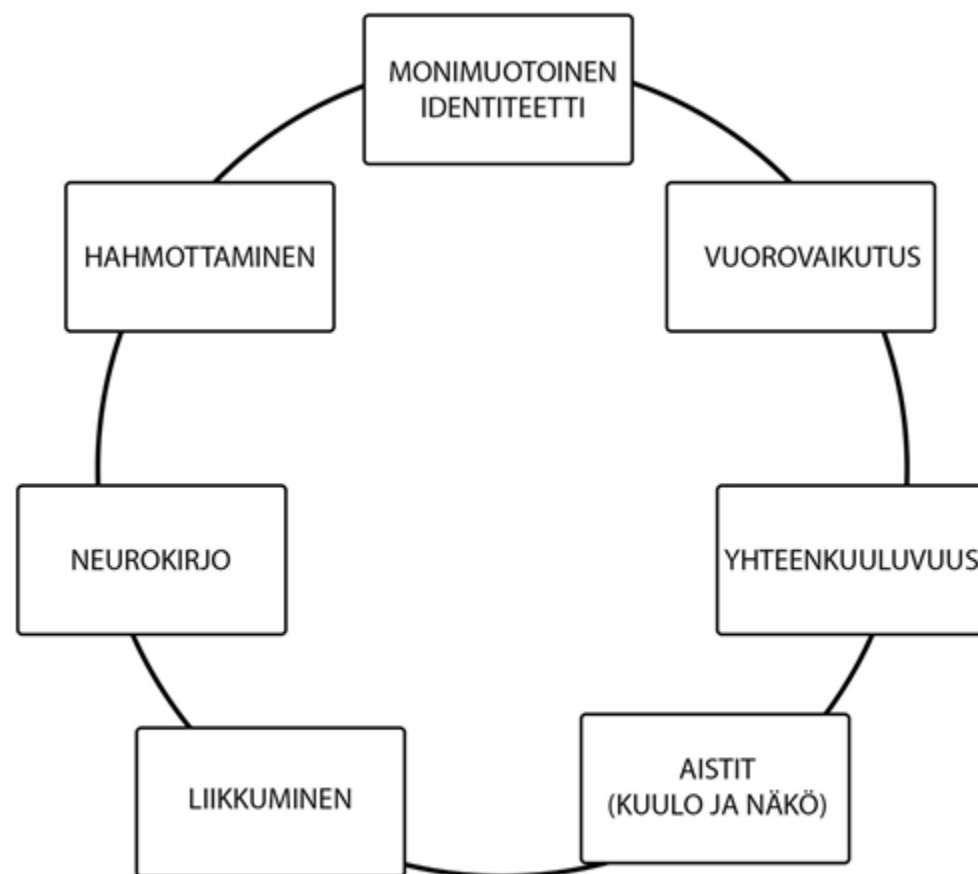 MONIMUOTOINEN
IDENTITEETTI
HAHMOTTAMINEN
VUOROVAIKUTUS
NEUROKIRJO
YHTEENKUULUVUUS
LIIKKUMINEN
AISTIT
(KUULO JA NÄKÖ)